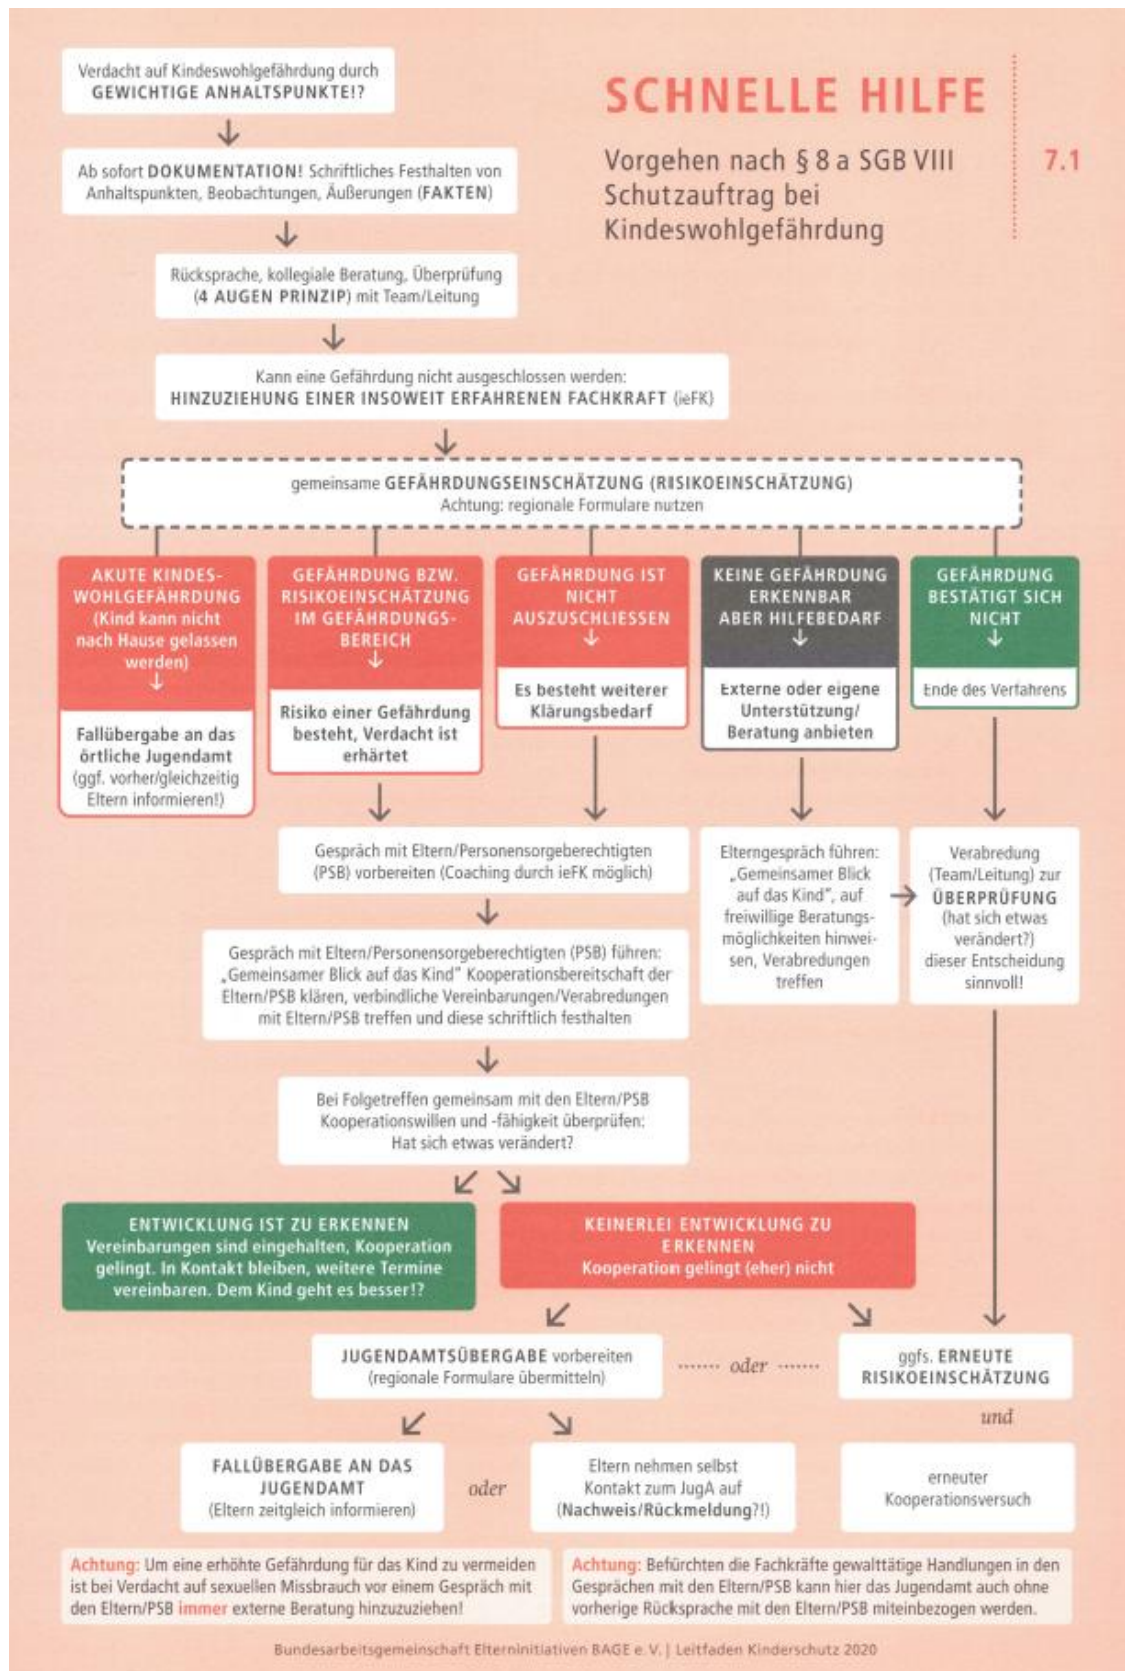 Verdacht auf Kindeswohlgefährdung durch
GEWICHTIGE ANHALTSPUNKTE!?
SCHNELLE HILFE
Vorgehen nach § 8 a SGB VIII
Schutzauftrag bei
Kindeswohlgefährdung
7.1
Ab sofort DOKUMENTATION! Schriftliches Festhalten von
Anhaltspunkten, Beobachtungen, Äußerungen (FAKTEN)
Rücksprache, kollegiale Beratung, Überprüfung
(4 AUGEN PRINZIP) mit Team/Leitung
Kann eine Gefährdung nicht ausgeschlossen werden:
HINZUZIEHUNG EINER INSOWEIT ERFAHRENEN FACHKRAFT (ieFK)
gemeinsame GEFÄHRDUNGSEINSCHÄTZUNG (RISIKOEINSCHÄTZUNG)
Achtung: regionale Formulare nutzen
AKUTE KINDES-
WOHLGEFÄHRDUNG
(Kind kann nicht
nach Hause gelassen
werden)
Fallübergabe an das
örtliche Jugendamt
(ggf. vorher/gleichzeitig
Eltern informieren!)
GEFÄHRDUNG BZW.
RISIKOEINSCHÄTZUNG
IM GEFÄHRDUNGS-
BEREICH
Risiko einer Gefährdung
besteht, Verdacht ist
erhärtet
GEFÄHRDUNG IST
NICHT
AUSZUSCHLIESSEN
Es besteht weiterer
Klärungsbedarf
KEINE GEFÄHRDUNG
ERKENNBAR
ABER HILFEBEDARF
Externe oder eigene
Unterstützung/
Beratung anbieten
GEFÄHRDUNG
BESTÄTIGT SICH
NICHT
Ende des Verfahrens
Gespräch mit Eltern/Personensorgeberechtigten
(PSB) vorbereiten (Coaching durch ieFK möglich)
Elterngespräch führen:
„Gemeinsamer Blick
auf das Kind“, auf
freiwillige Beratungs-
möglichkeiten hinwei-
sen, Verabredungen
treffen
Verabredung
(Team/Leitung) zur
ÜBERPRÜFUNG
(hat sich etwas
verändert?)
dieser Entscheidung
sinnvoll!
Gespräch mit Eltern/Personensorgeberechtigten (PSB) führen:
„Gemeinsamer Blick auf das Kind“ Kooperationsbereitschaft der
Eltern/PSB klären, verbindliche Vereinbarungen/Verabredungen
mit Eltern/PSB treffen und diese schriftlich festhalten
Bei Folgetreffen gemeinsam mit den Eltern/PSB
Kooperationswillen und -fähigkeit überprüfen:
Hat sich etwas verändert?
ENTWICKLUNG IST ZU ERKENNEN
Vereinbarungen sind eingehalten, Kooperation
gelingt. In Kontakt bleiben, weitere Termine
vereinbaren. Dem Kind geht es besser!?
KEINERLEI ENTWICKLUNG ZU
ERKENNEN
Kooperation gelingt (eher) nicht
JUGENDAMTSÜBERGABE vorbereiten
(regionale Formulare übermitteln)
....... oder .......
ggfs. ERNEUTE
RISIKOEINSCHÄTZUNG
und
FALLÜBERGABE AN DAS
JUGENDAMT
(Eltern zeitgleich informieren)
oder
Eltern nehmen selbst
Kontakt zum JugA auf
(Nachweis/Rückmeldung?!)
erneuter
Kooperationsversuch
Achtung: Um eine erhöhte Gefährdung für das Kind zu vermeiden
ist bei Verdacht auf sexuellen Missbrauch vor einem Gespräch mit
den Eltern/PSB immer externe Beratung hinzuzuziehen!
Achtung: Befürchten die Fachkräfte gewalttätige Handlungen in den
Gesprächen mit den Eltern/PSB kann hier das Jugendamt auch ohne
vorherige Rücksprache mit den Eltern/PSB miteinbezogen werden.
Bundesarbeitsgemeinschaft Elterninitiativen BAGE e. V. | Leitfaden Kinderschutz 2020